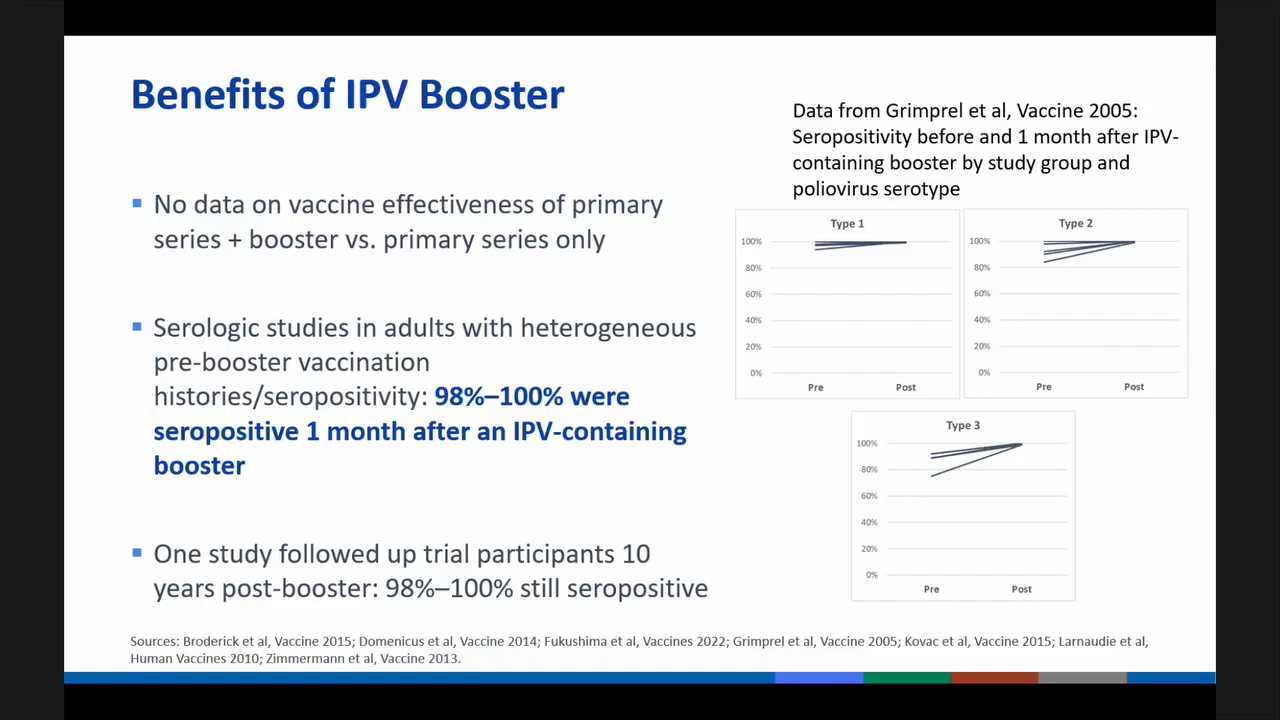 Benefits of IPV Booster
▪ No data on vaccine effectiveness of primary
series + booster vs. primary series only
▪ Serologic studies in adults with heterogeneous
pre-booster vaccination
histories/seropositivity: 98%–100% were
seropositive 1 month after an IPV-containing
booster
▪ One study followed up trial participants 10
years post-booster: 98%–100% still seropositive
Data from Grimprel et al, Vaccine 2005:
Seropositivity before and 1 month after IPV-
containing booster by study group and
poliovirus serotype
Type 1
100%
80%
60%
40%
20%
0%
Pre Post
Type 2
100%
80%
60%
40%
20%
0%
Pre Post
Type 3
100%
80%
60%
40%
20%
0%
Pre Post
Sources: Broderick et al, Vaccine 2015; Domenicus et al, Vaccine 2014; Fukushima et al, Vaccines 2022; Grimprel et al, Vaccine 2005; Kovac et al, Vaccine 2015; Larnaudie et al,
Human Vaccines 2010; Zimmermann et al, Vaccine 2013.